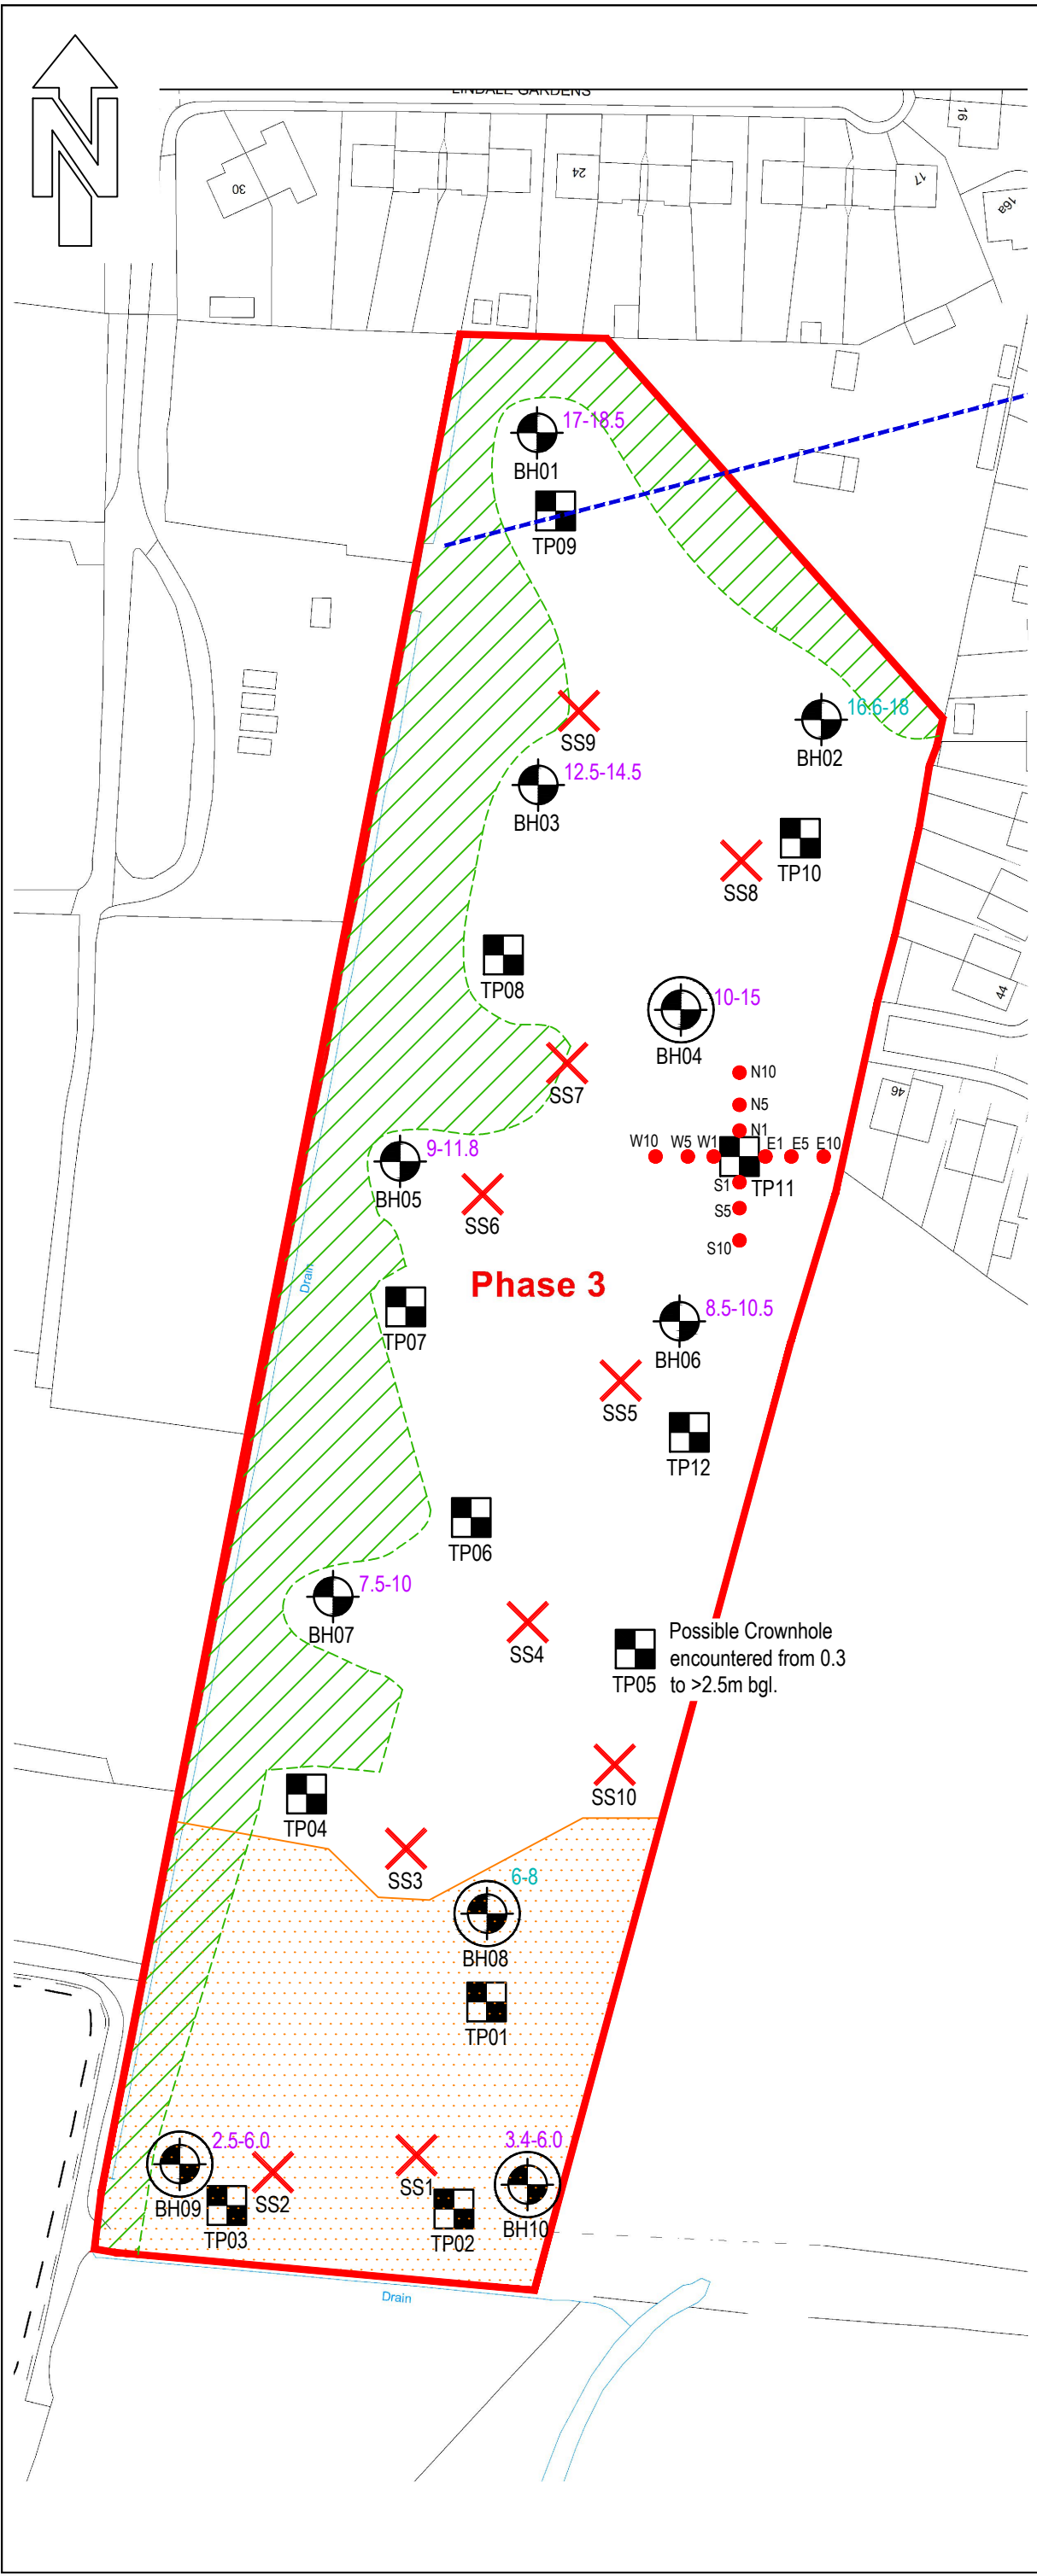 N
LINDALE GARDENS
16
30
24
17
16a
17-18.5
BH01
TP09
16.6-18
BH02
SS9
12.5-14.5
BH03
TP10
SS8
TP08
10-15
BH04
44
SS7
N10
N5
N1
46
W10 W5 W1 E1 E5 E10
9-11.8
BH05
SS6
S1 TP11
S5
S10
Drain
Phase 3
TP07
8.5-10.5
BH06
SS5
TP12
TP06
7.5-10
BH07
SS4
Possible Crownhole
encountered from 0.3
TP05 to >2.5m bgl.
SS10
TP04
SS3
6-8
BH08
TP01
2.5-6.0
3.4-6.0
BH09
SS2
SS1
TP03
TP02
BH10
Drain